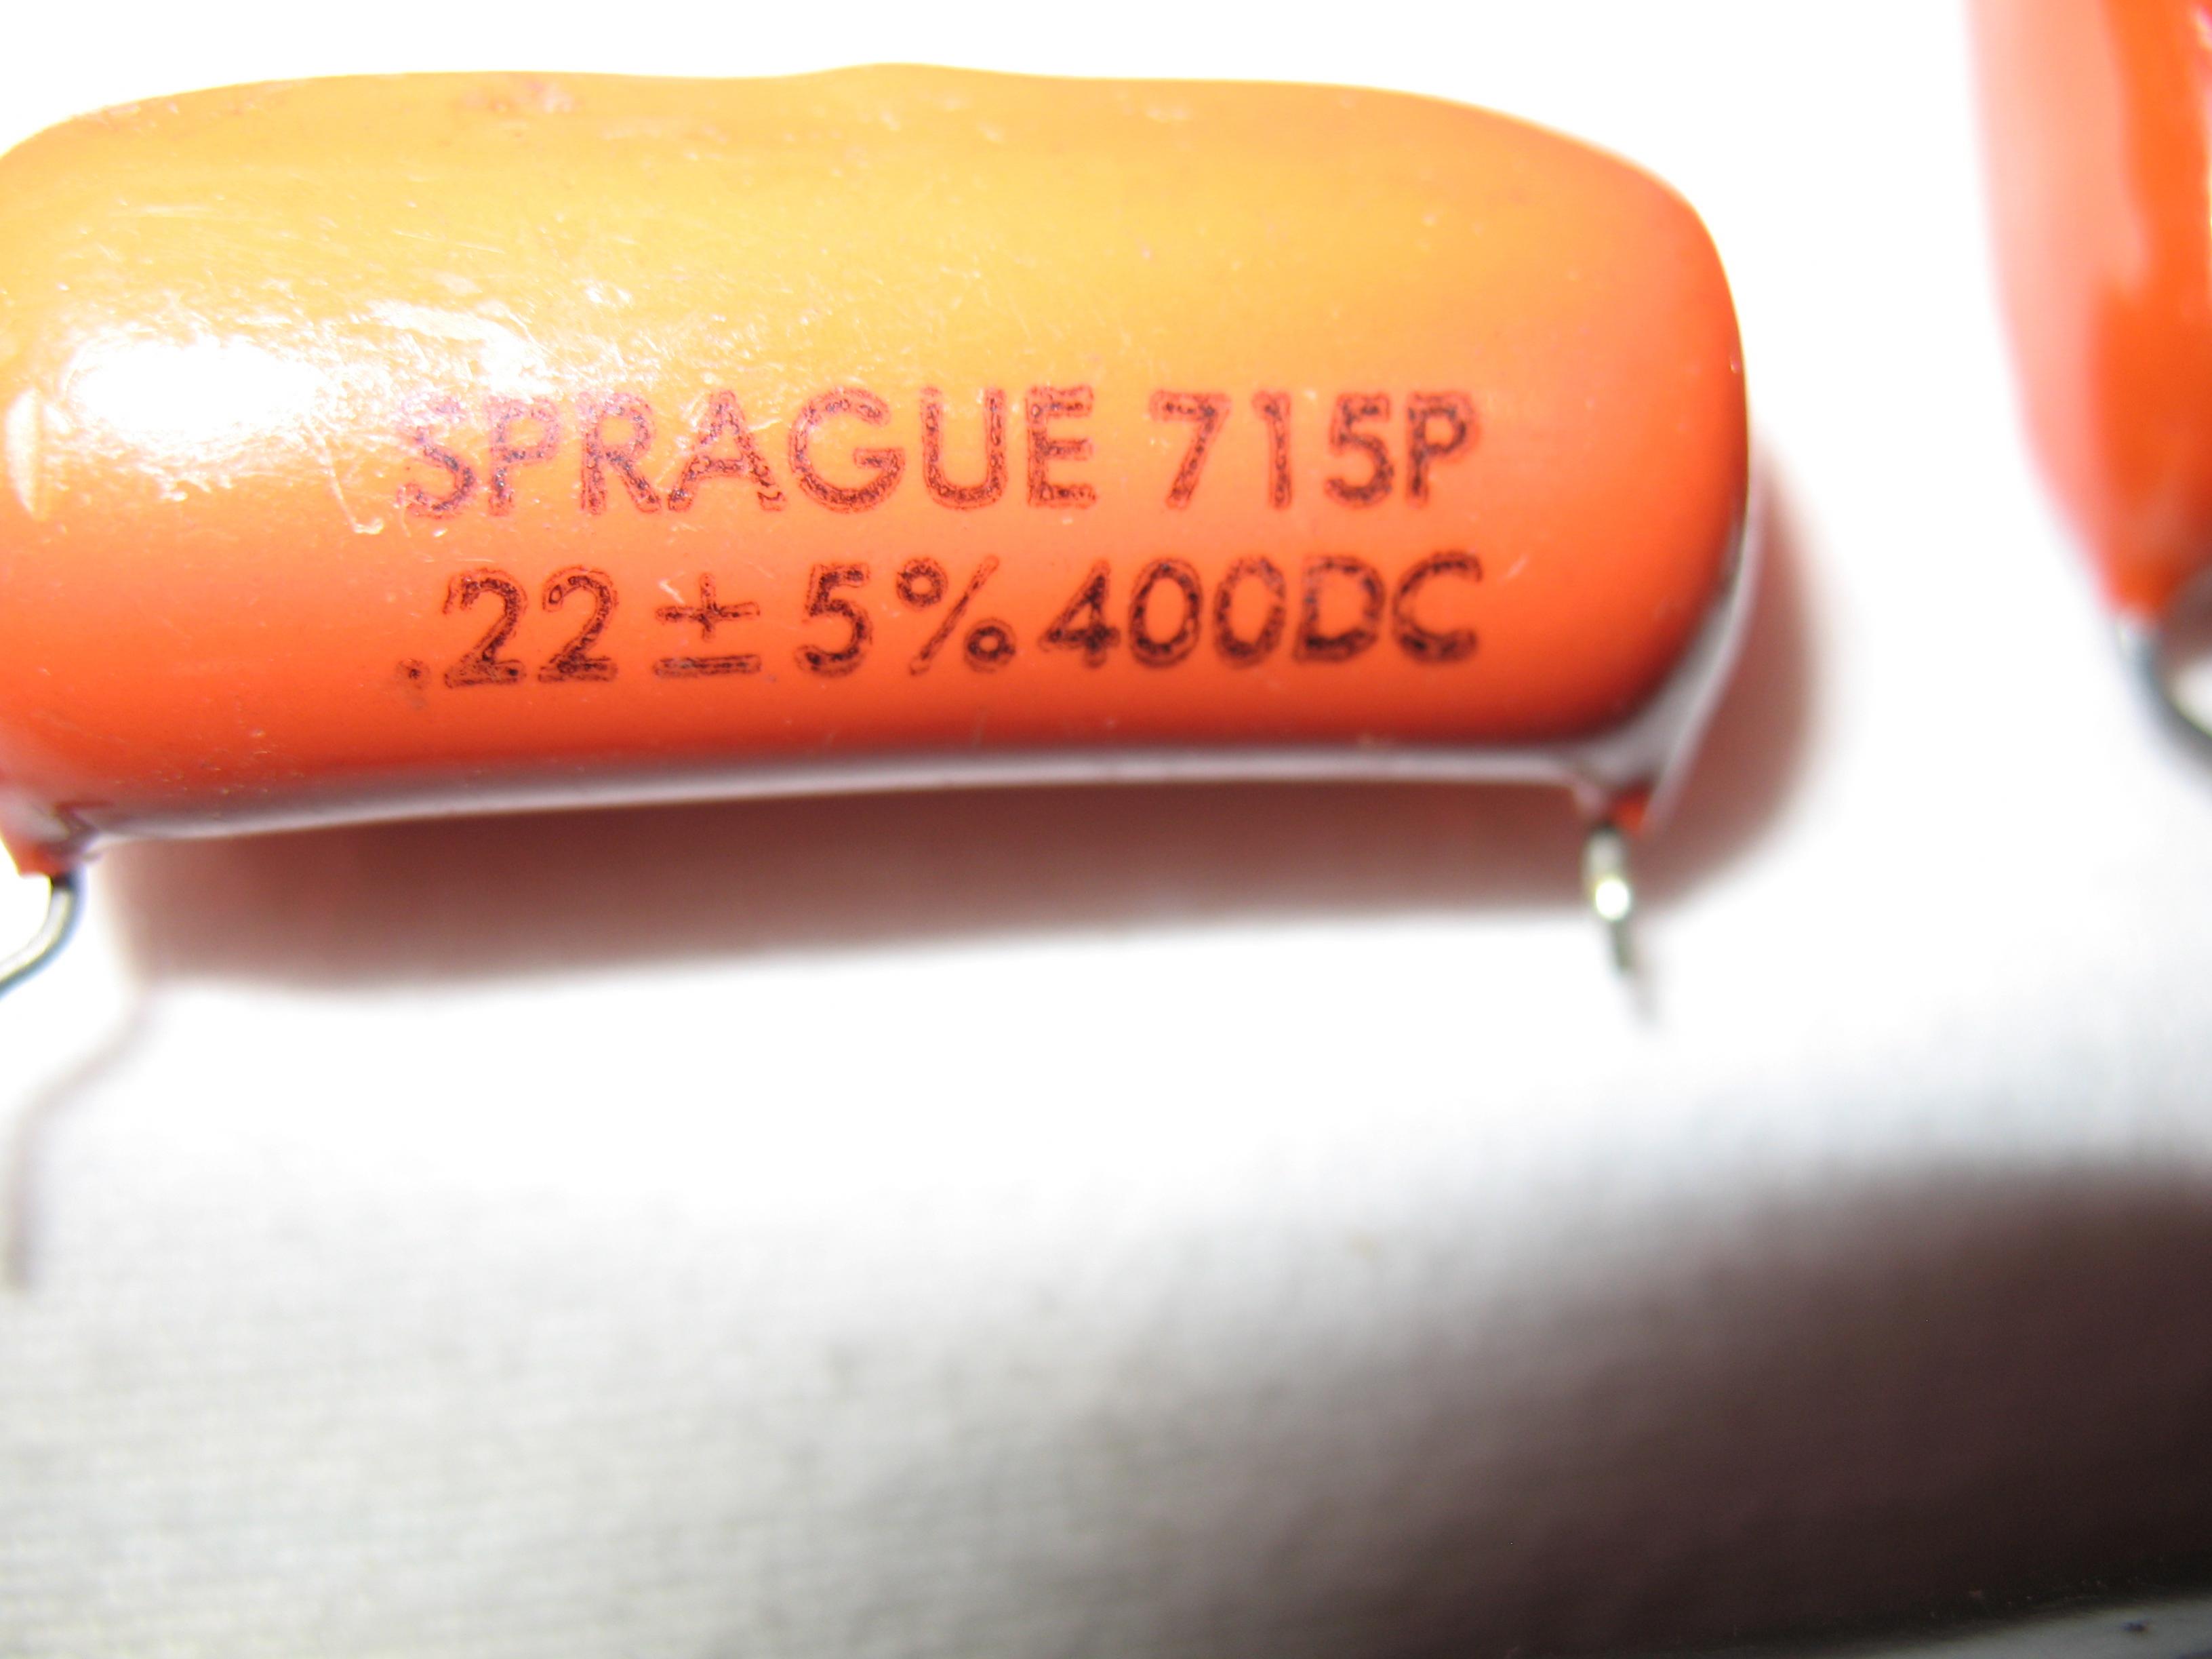 SPRAGUE 715P
.22 ± 5% 400DC